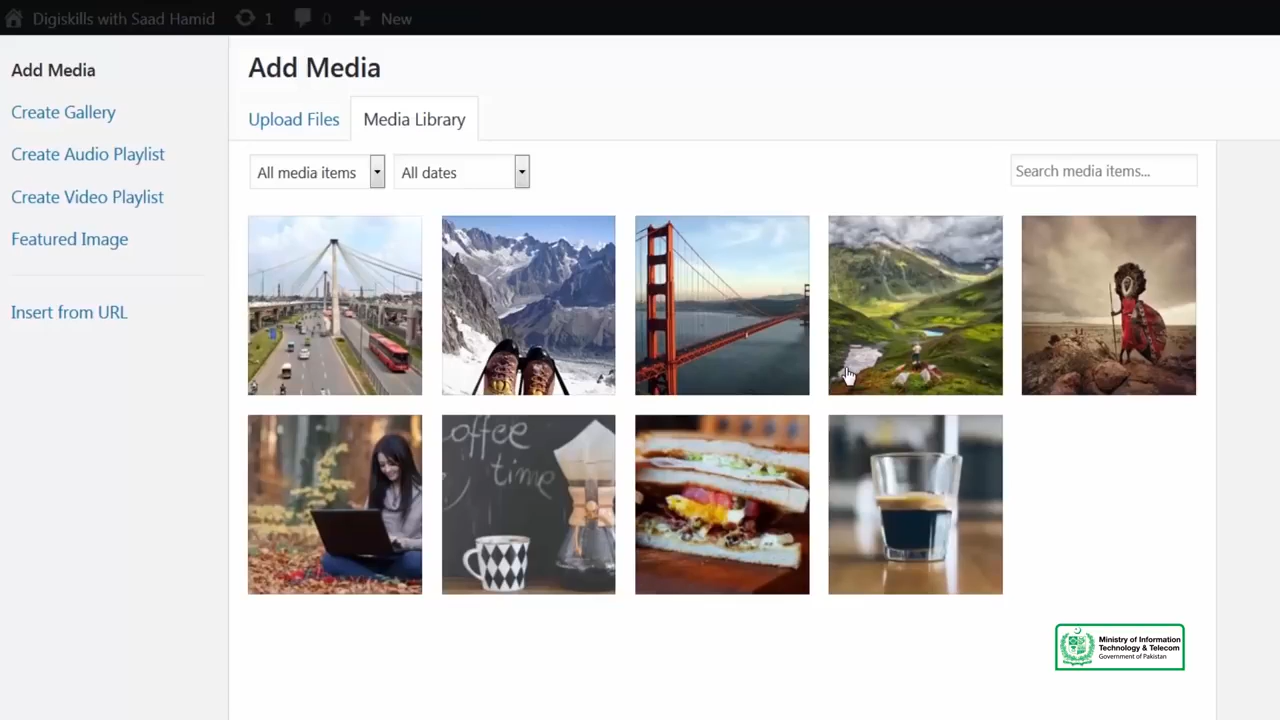 Digiskills with Saad Hamid 1 0 New
Add Media
Create Gallery
Create Audio Playlist
Create Video Playlist
Featured Image
Insert from URL
Add Media
Upload Files Media Library
All media items All dates Search media items...
offee
time
Ministry of Information
Technology & Telecom
Government of Pakistan